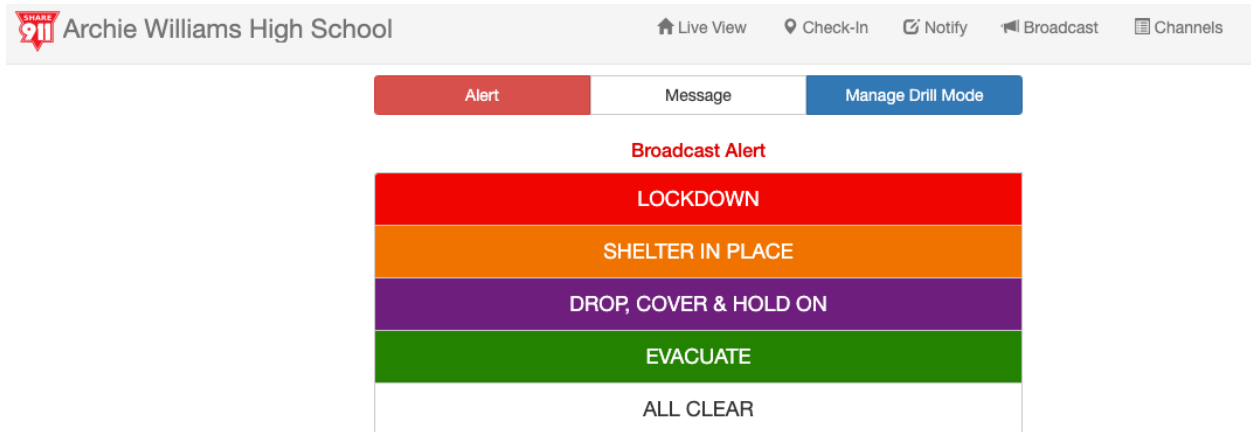 SHARE
911
Archie Williams High School
Live View
Check-In
Notify
Broadcast
Channels
Alert
Message
Manage Drill Mode
Broadcast Alert
LOCKDOWN
SHELTER IN PLACE
DROP, COVER & HOLD ON
EVACUATE
ALL CLEAR